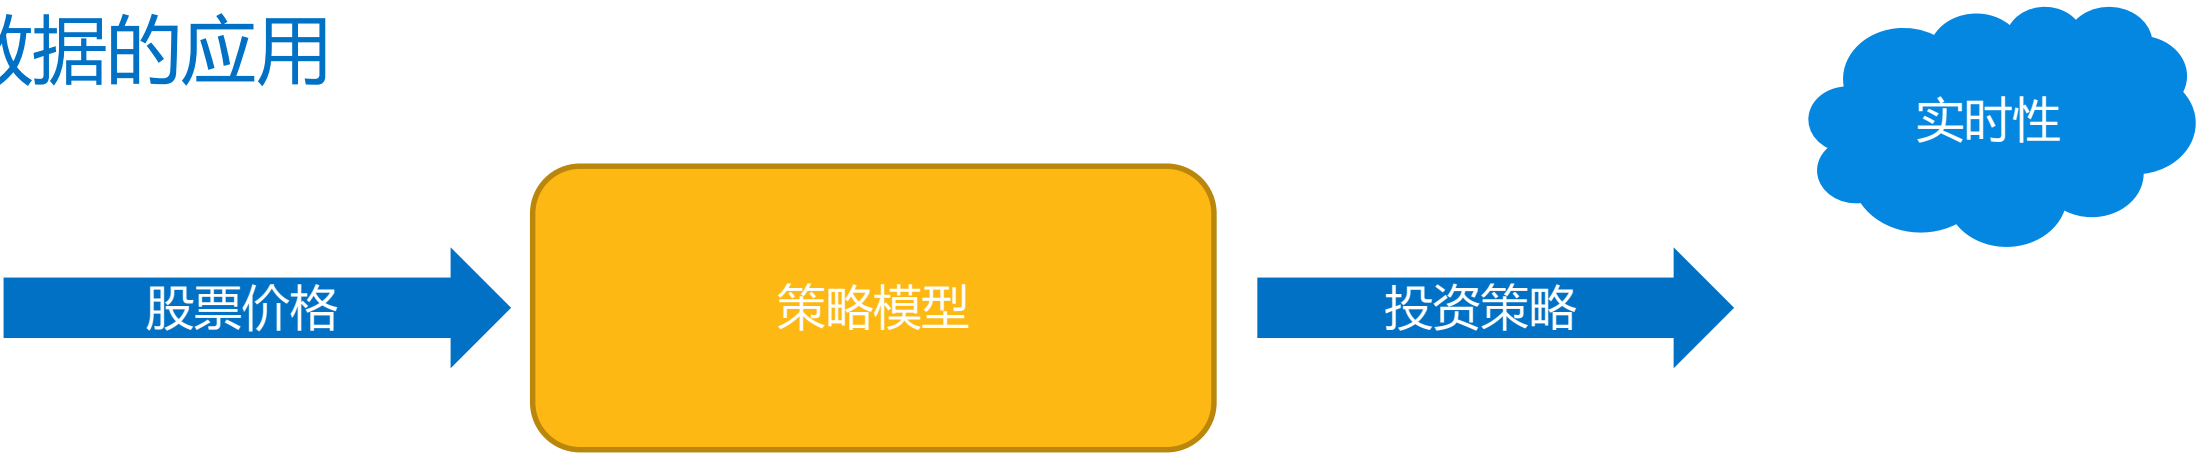 数据的应用
实时性
股票价格
策略模型
投资策略